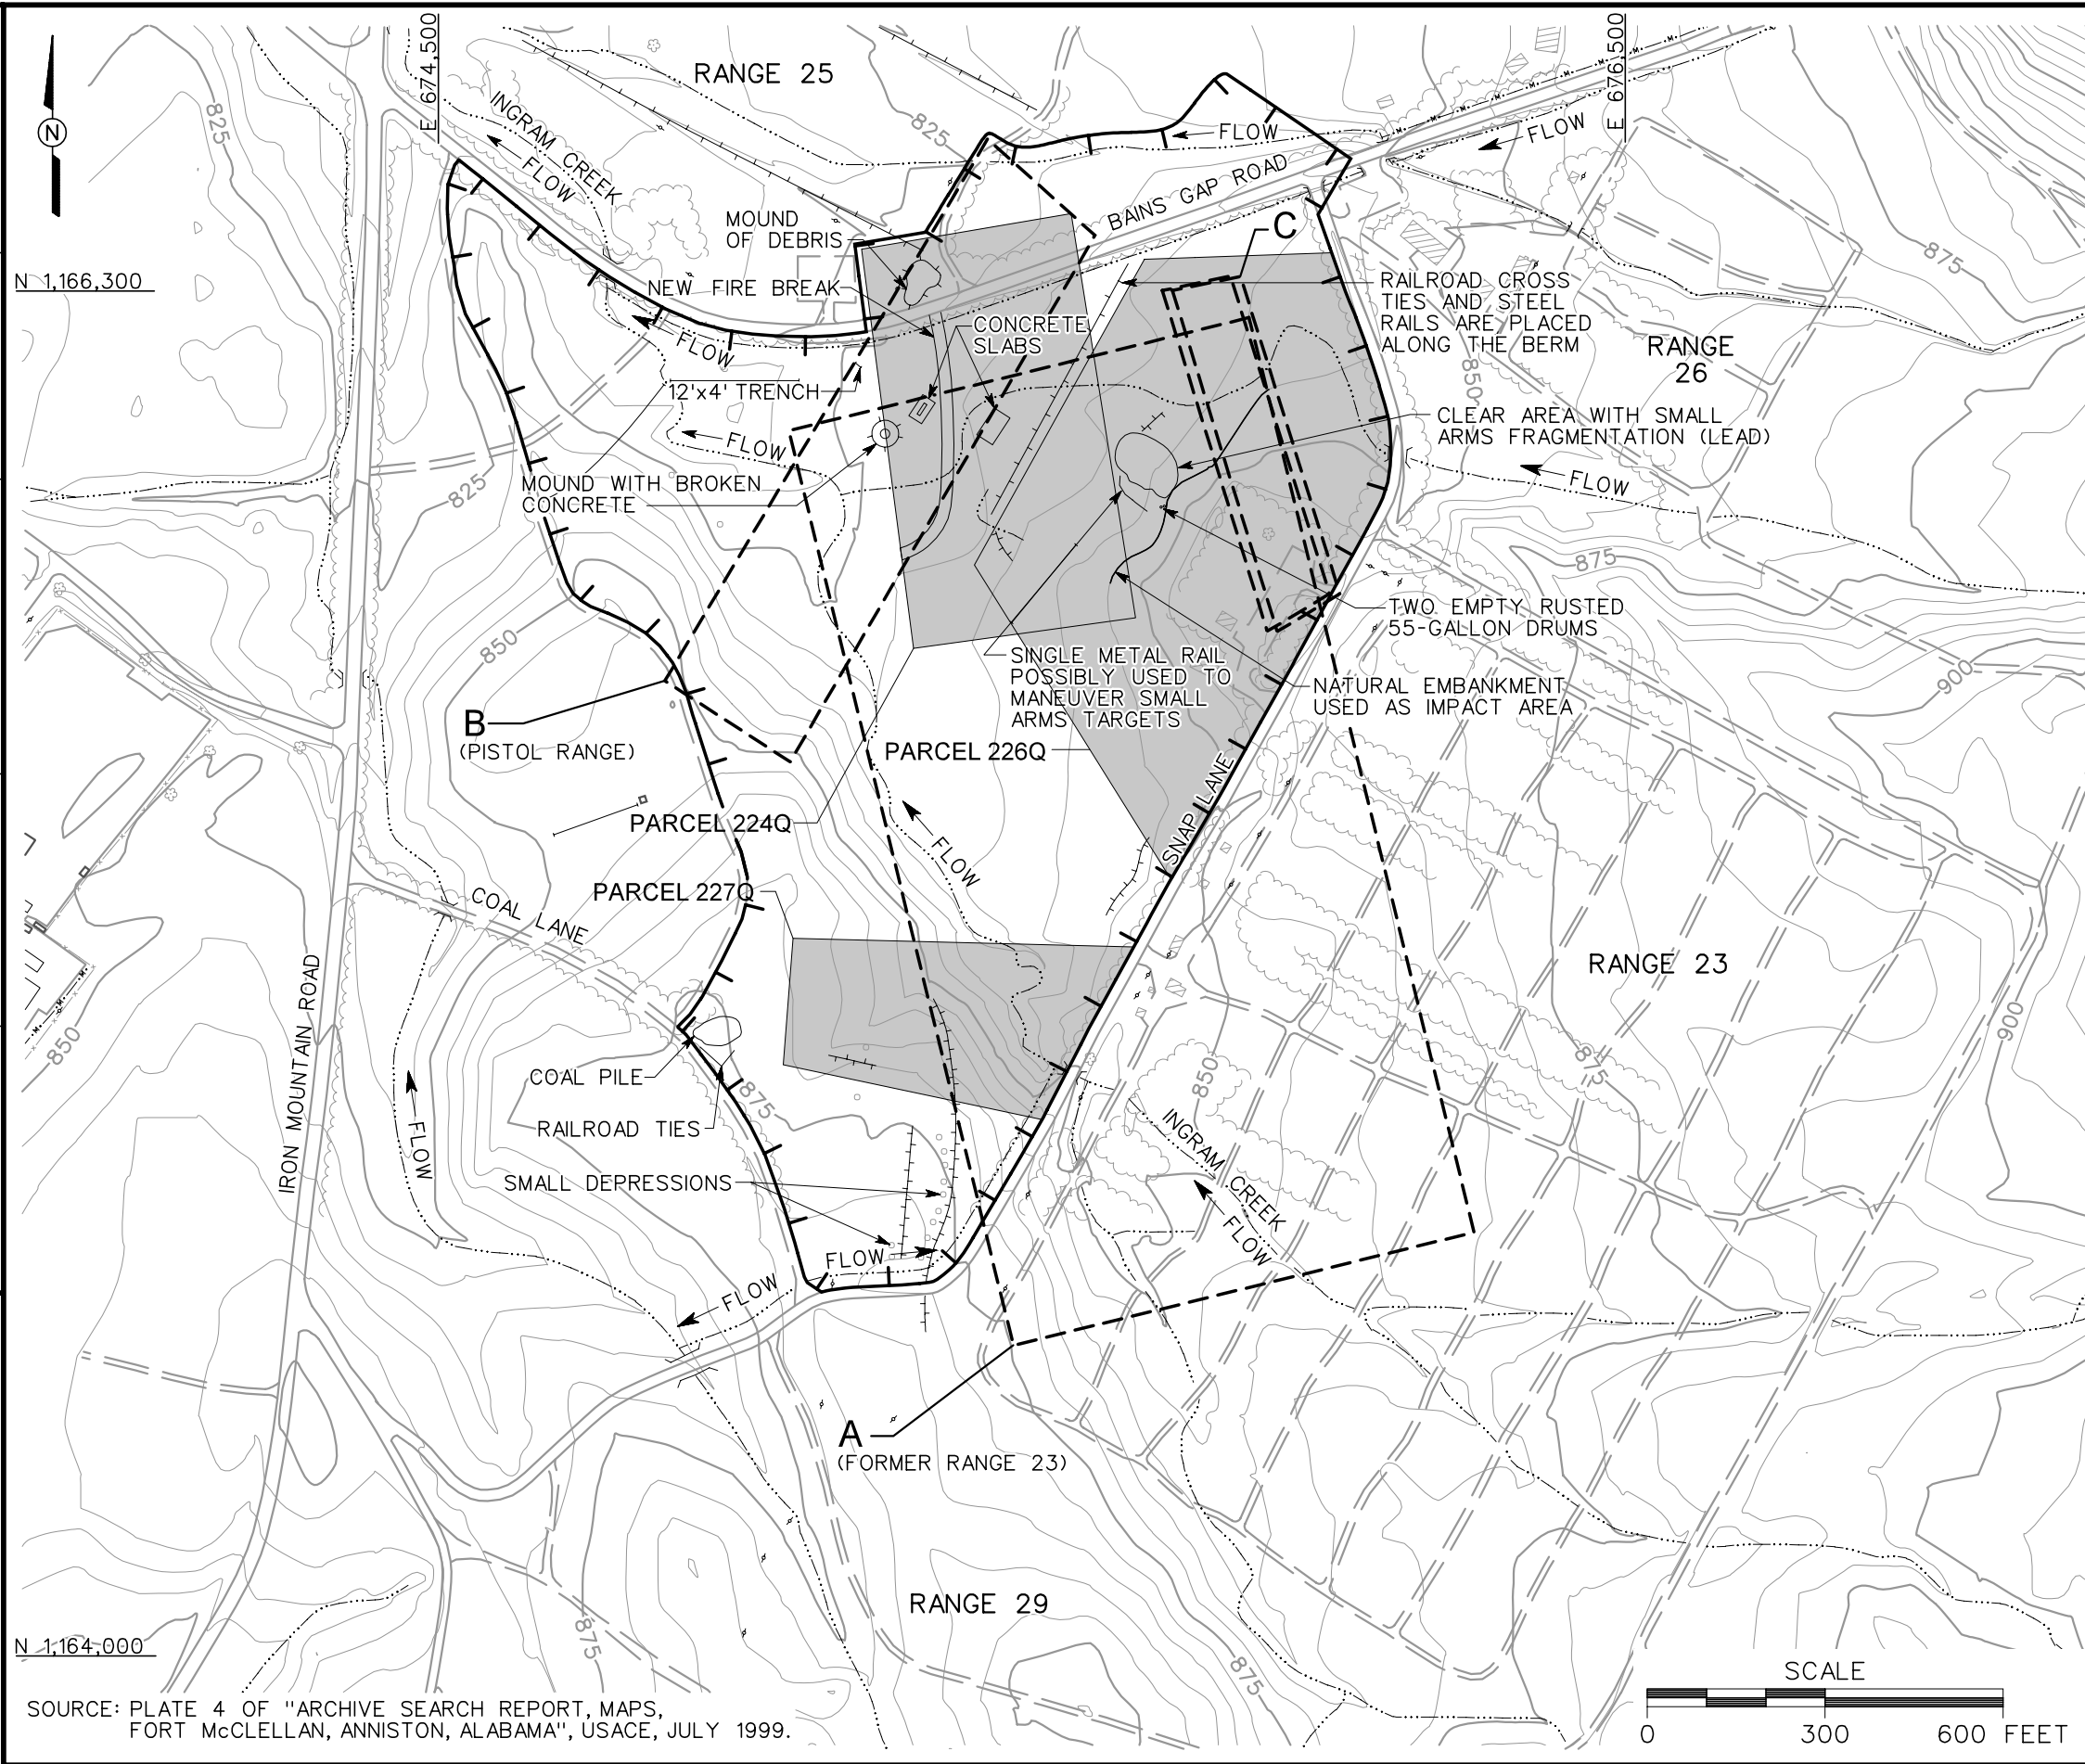 E 674,500
E 676,500
RANGE 25
INGRAM CREEK
FLOW
825
825
FLOW
FLOW
BAINS GAP ROAD
MOUND
OF DEBRIS
C
875
N 1,166,300
NEW FIRE BREAK
RAILROAD CROSS
TIES AND STEEL
RAILS ARE PLACED
ALONG THE BERM
CONCRETE
SLABS
FLOW
RANGE
26
850
12'x4' TRENCH
CLEAR AREA WITH SMALL
ARMS FRAGMENTATION (LEAD)
FLOW
825
MOUND WITH BROKEN
CONCRETE
FLOW
875
TWO EMPTY RUSTED
55-GALLON DRUMS
850
SINGLE METAL RAIL
POSSIBLY USED TO
MANEUVER SMALL
ARMS TARGETS
NATURAL EMBANKMENT
USED AS IMPACT AREA
900
B
(PISTOL RANGE)
PARCEL 226Q
SNAP LANE
PARCEL 224Q
FLOW
PARCEL 227Q
COAL LANE
RANGE 23
IRON MOUNTAIN ROAD
850
900
COAL PILE
875
850
875
RAILROAD TIES
FLOW
INGRAM CREEK
FLOW
SMALL DEPRESSIONS
FLOW
FLOW
A
(FORMER RANGE 23)
RANGE 29
875
875
N 1,164,000
SCALE
0 300 600 FEET
SOURCE: PLATE 4 OF "ARCHIVE SEARCH REPORT, MAPS,
FORT McCLELLAN, ANNISTON, ALABAMA", USACE, JULY 1999.
N